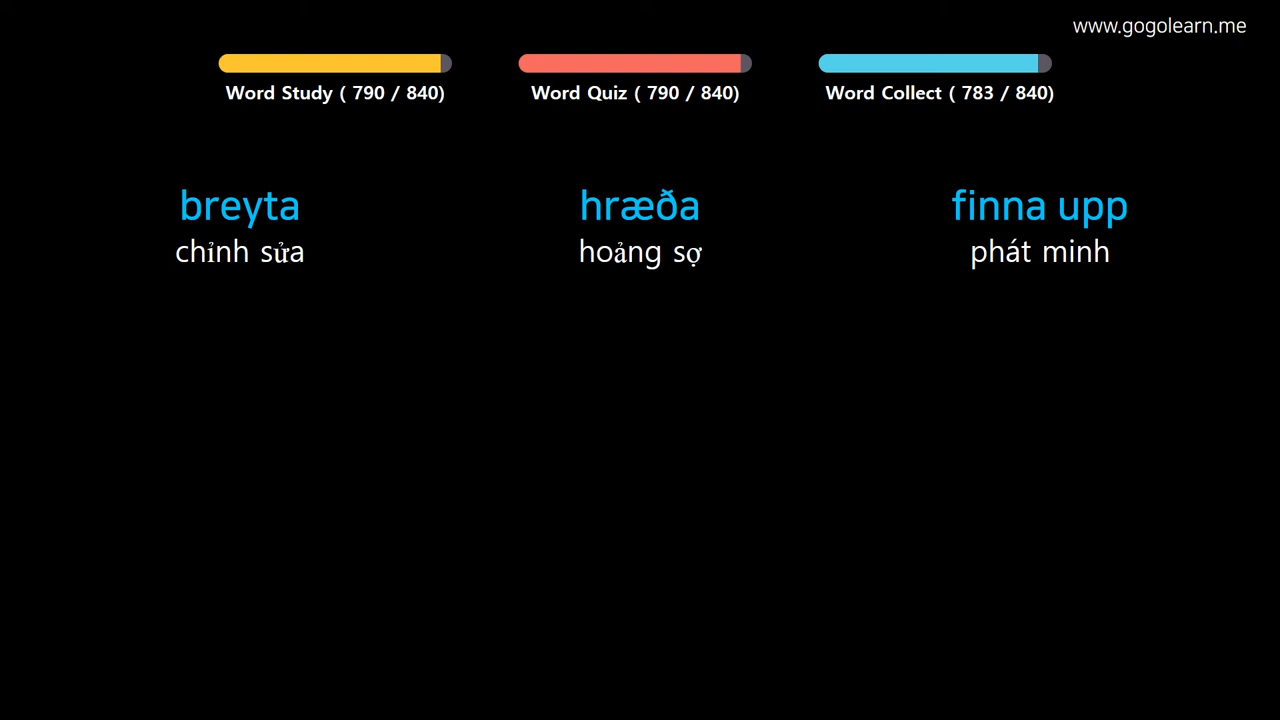 www.gogolearn.me
Word Study ( 790 / 840)
Word Quiz ( 790 / 840)
Word Collect ( 783 / 840)
breyta
chỉnh sửa
hræða
hoảng sợ
finna upp
phát minh